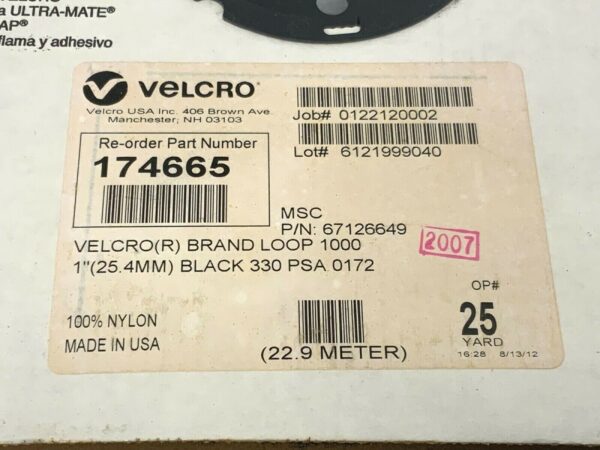 a ULTRA-MATE®
AP®
flama y adhesivo
VELCRO®
Velcro USA Inc. 406 Brown Ave.
Manchester, NH 03103
Job# 0122120002
Lot# 6121999040
Re-order Part Number
174665
MSC
P/N: 67126649
VELCRO(R) BRAND LOOP 1000
2007
1"(25.4MM) BLACK 330 PSA 0172
OP#
25
YARD
100% NYLON
MADE IN USA
(22.9 METER)
16:28 8/13/12